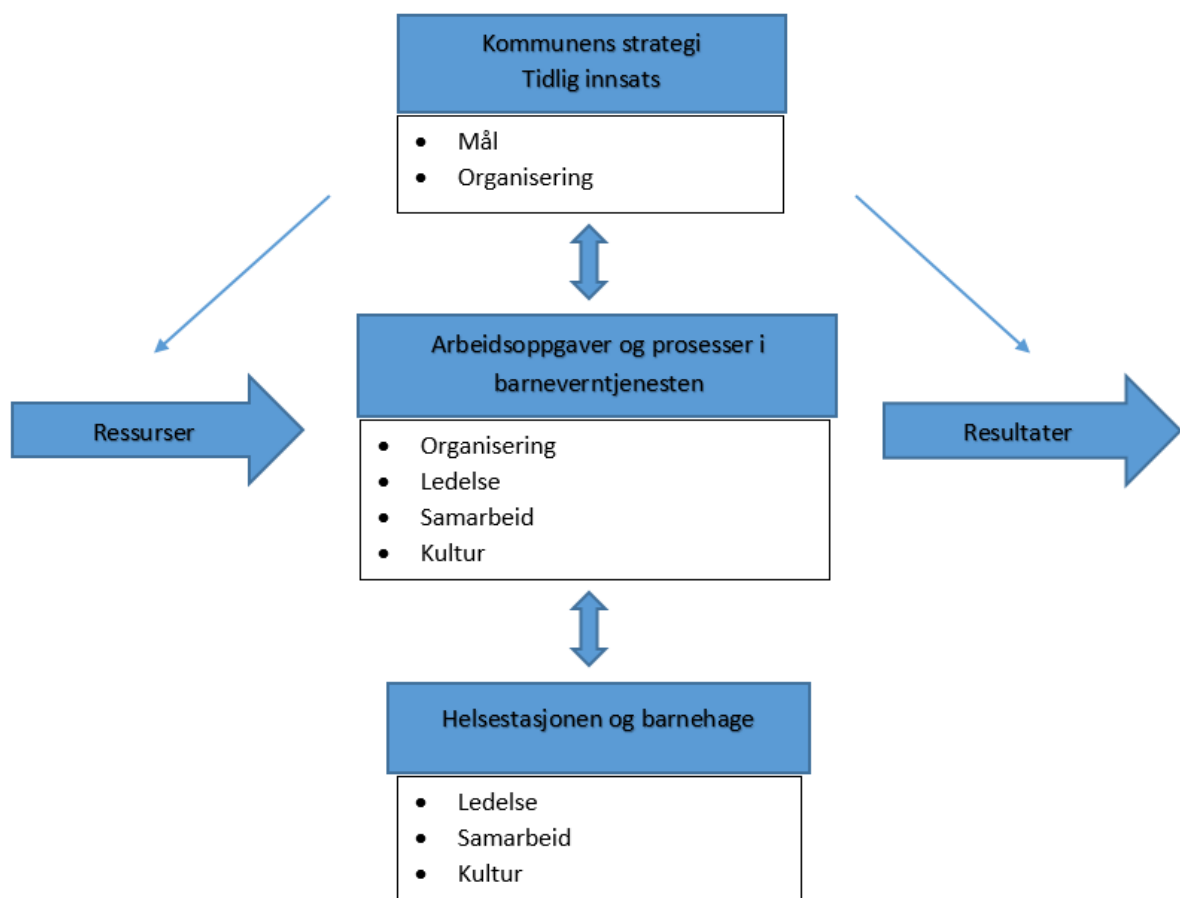 Kommunens strategi
Tidlig innsats
• Mål
• Organisering
Arbeidsoppgaver og prosesser i
barneverntjenesten
Ressurser
Resultater
• Organisering
• Ledelse
• Samarbeid
• Kultur
Helsestasjonen og barnehage
• Ledelse
• Samarbeid
• Kultur